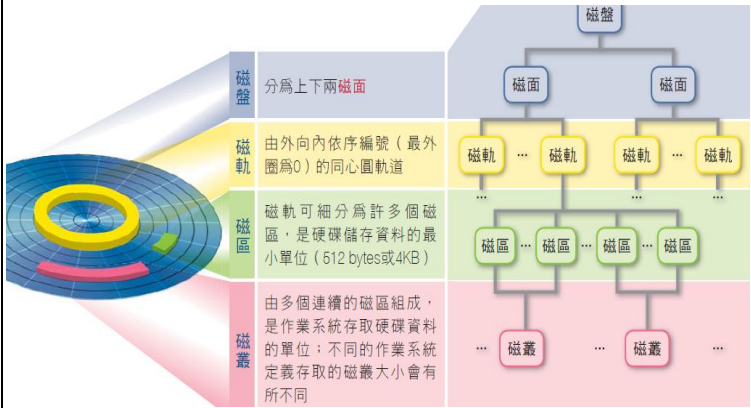 磁盤
分為上下兩磁面
磁軌
由外向內依序編號（最外
圈為0）的同心圓軌道
磁區
磁軌可細分為許多個磁
區，是硬碟儲存資料的最
小單位（512 bytes或4KB）
磁叢
由多個連續的磁區組成，
是作業系統存取硬碟資料
的單位；不同的作業系統
定義存取的磁叢大小會有
所不同
磁盤
磁面 磁面
磁軌 … 磁軌 磁軌 … 磁軌
… … …
磁區 … 磁區 … 磁區 … 磁區
… 磁叢 … 磁叢 …